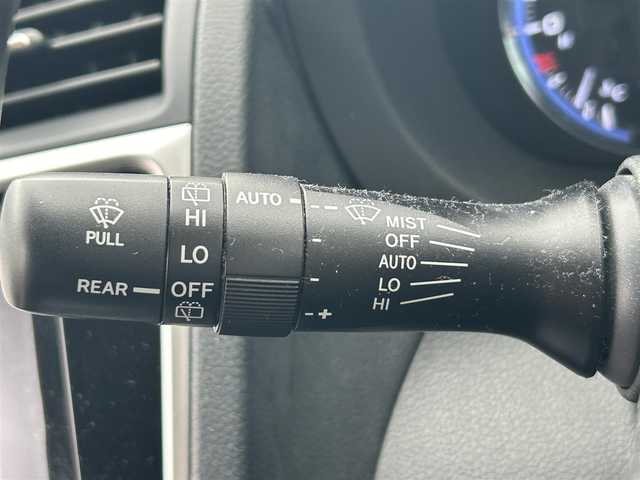 PULL
REAR
HI
LO
OFF
AUTO
- +
MIST
OFF
AUTO
LO
HI